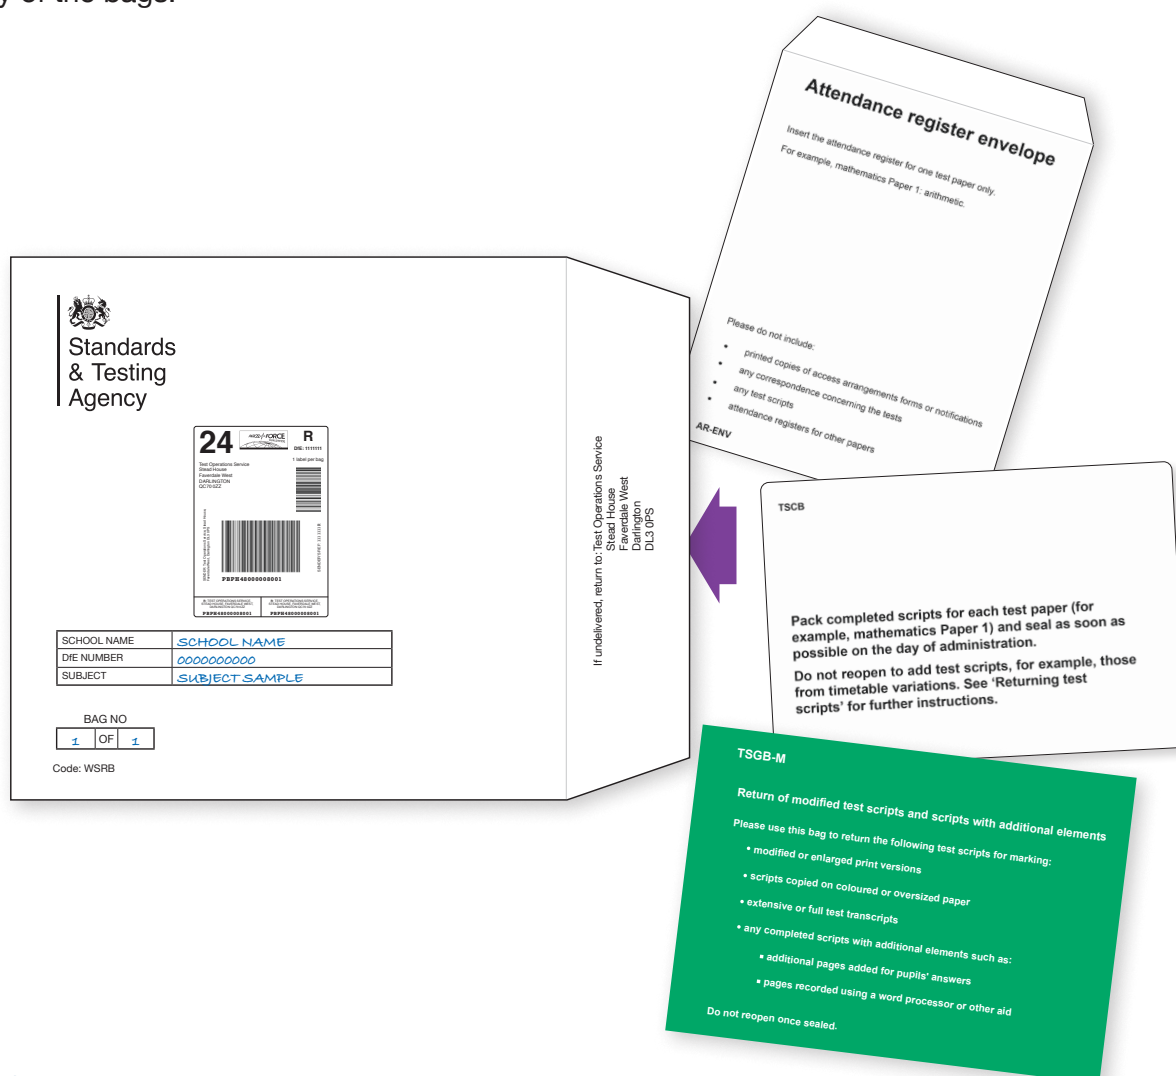 y of the bags.
Attendance register envelope
Insert the attendance register for one test paper only.
For example, mathematics Paper 1: arithmetic.
Please do not include:
• printed copies of access arrangements forms or notifications
• any correspondence concerning the tests
• any test scripts
• attendance registers for other papers
AR-ENV
Standards
& Testing
Agency
24
PARCELFORCE
R
DfE: 1111111
1 label per bag
Test Operations Service
Stead House
Faverdale West
DARLINGTON
QC79 0ZZ
PBPH48000008001
PBPH48000008001
PBPH48000008001
SCHOOL NAME SCHOOL NAME
DfE NUMBER 0000000000
SUBJECT SUBJECT SAMPLE
BAG NO
1 OF 1
Code: WSRB
If undelivered, return to: Test Operations Service
Stead House
Faverdale West
Darlington
DL3 0PS
TSCB
Pack completed scripts for each test paper (for
example, mathematics Paper 1) and seal as soon as
possible on the day of administration.
Do not reopen to add test scripts, for example, those
from timetable variations. See ‘Returning test
scripts’ for further instructions.
TSGB-M
Return of modified test scripts and scripts with additional elements
Please use this bag to return the following test scripts for marking:
• modified or enlarged print versions
• scripts copied on coloured or oversized paper
• extensive or full test transcripts
• any completed scripts with additional elements such as:
▪ additional pages added for pupils' answers
▪ pages recorded using a word processor or other aid
Do not reopen once sealed.